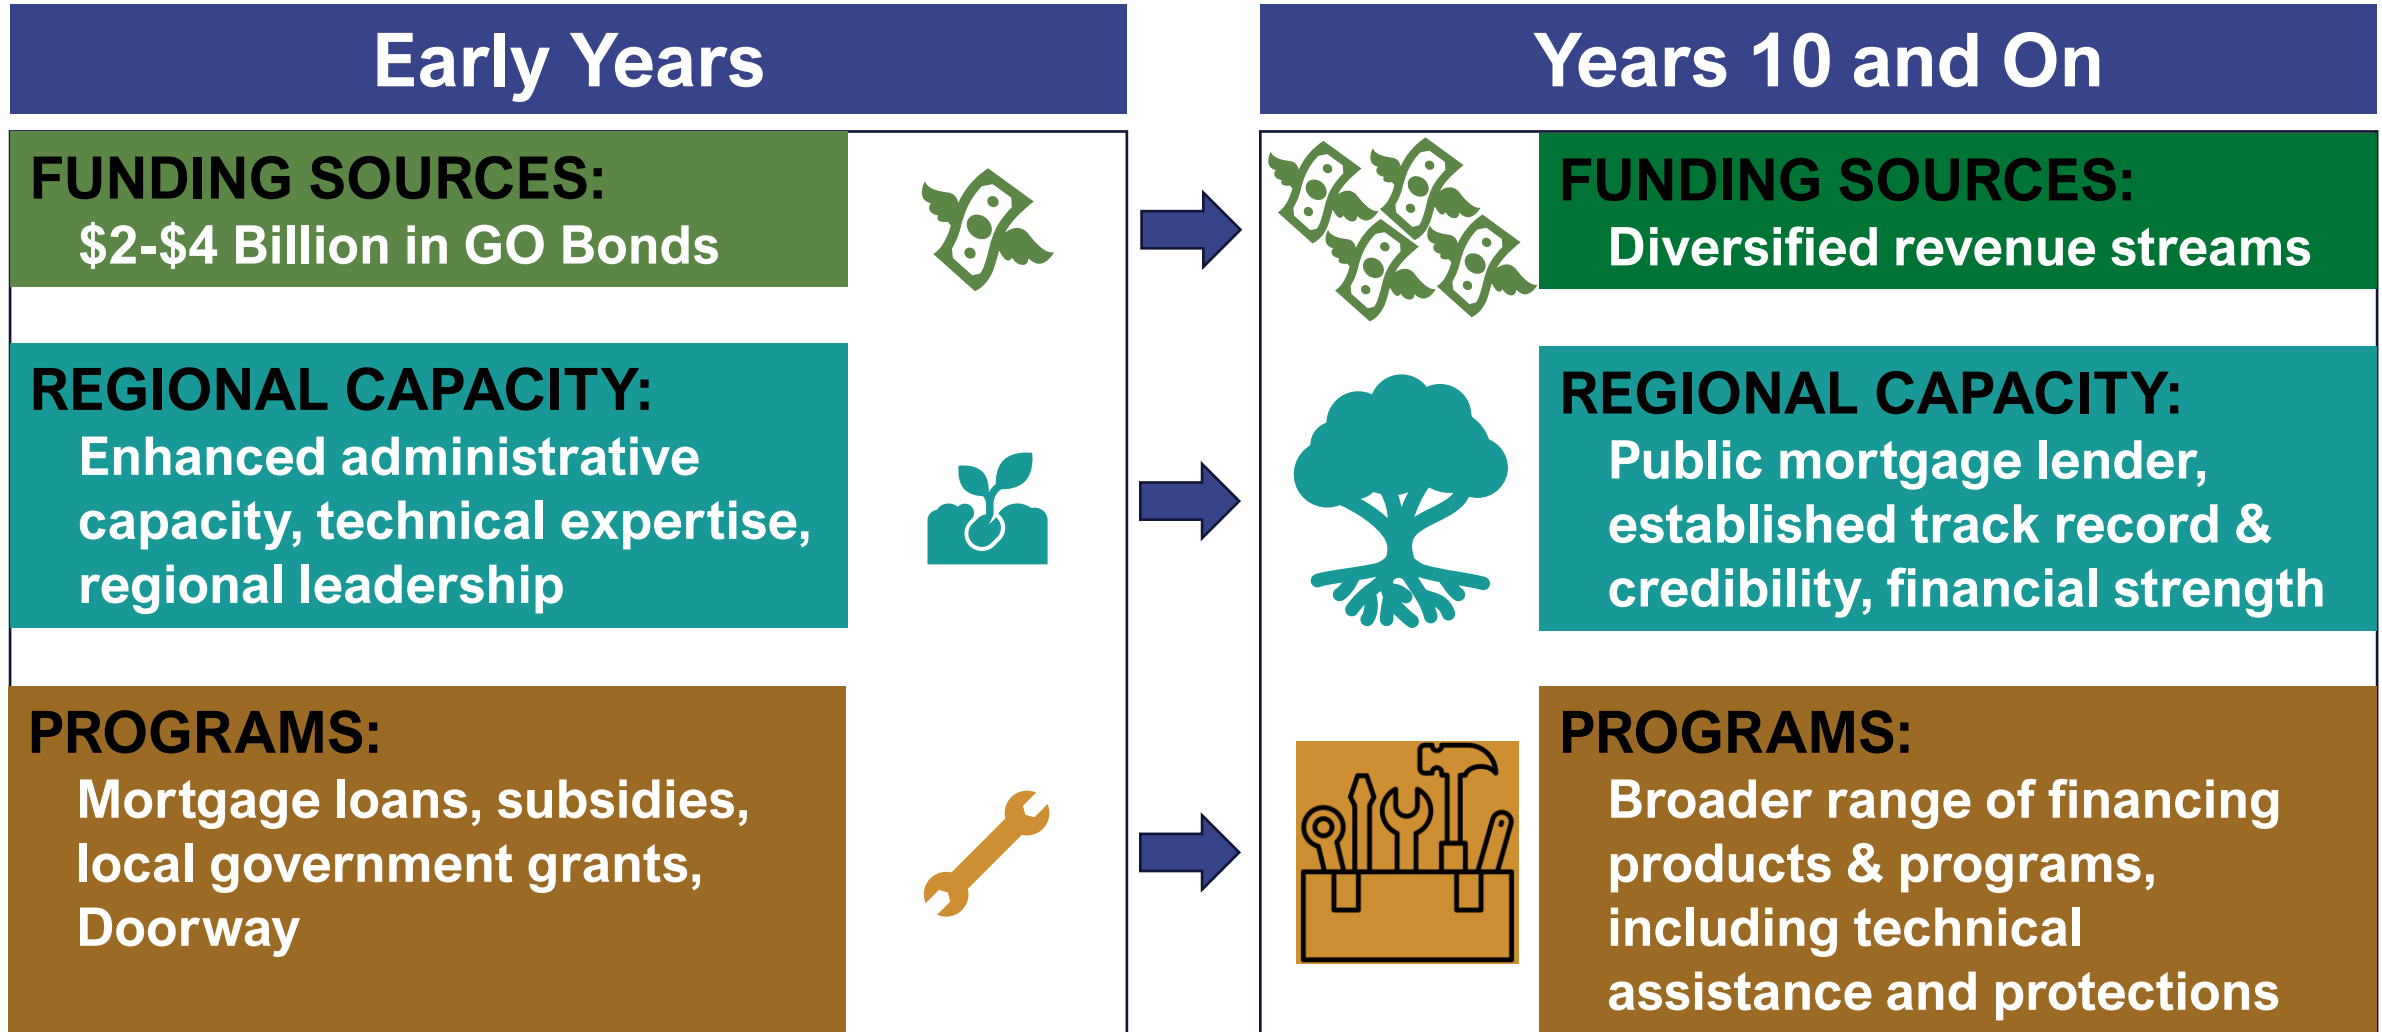 Early Years
FUNDING SOURCES:
$2-$4 Billion in GO Bonds
REGIONAL CAPACITY:
Enhanced administrative
capacity, technical expertise,
regional leadership
PROGRAMS:
Mortgage loans, subsidies,
local government grants,
Doorway
Years 10 and On
FUNDING SOURCES:
Diversified revenue streams
REGIONAL CAPACITY:
Public mortgage lender,
established track record &
credibility, financial strength
PROGRAMS:
Broader range of financing
products & programs,
including technical
assistance and protections